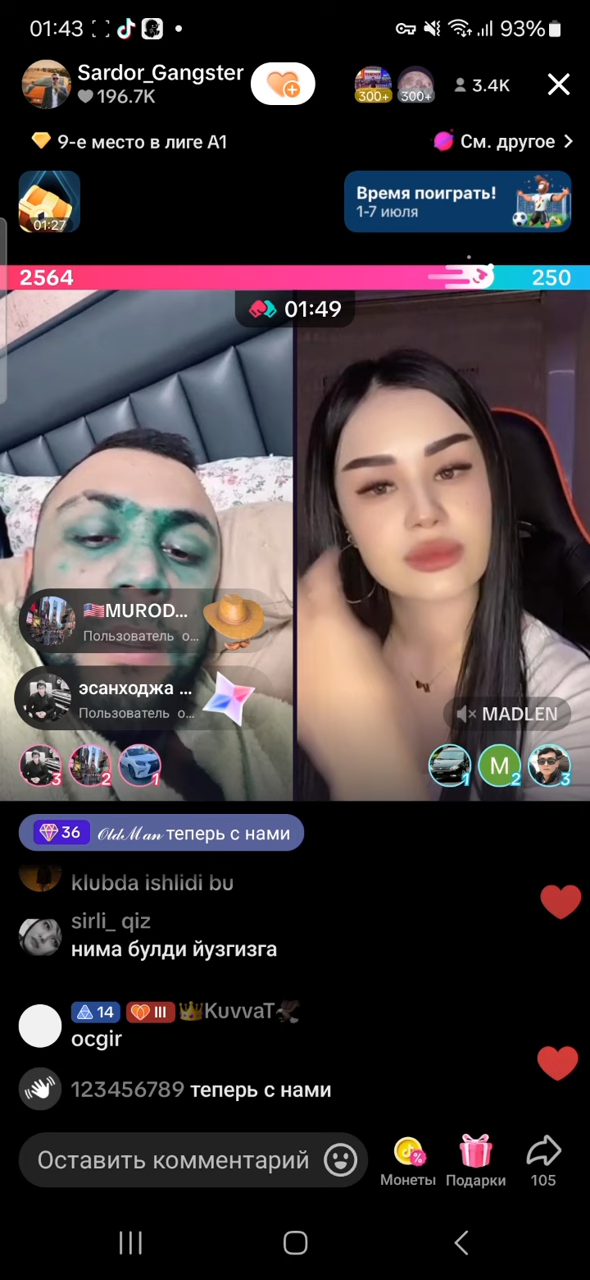 01:43
93%
Sardor_Gangster
196.7K
300+
300+
3.4K
9-е место в лиге A1
См. другое
01:27
Время поиграть!
1-7 июля
2564
250
01:49
🇺🇸MUROD...
Пользователь о...
эсанходжа ...
Пользователь о...
MADLEN
3
2
1
1
M
2
3
36 OldMan теперь с нами
klubda ishlidi bu
sirli_ qiz
нима булди йузгизга
14 III 👑KuvvaT
ocgir
123456789 теперь с нами
Оставить комментарий
Монеты
Подарки
105